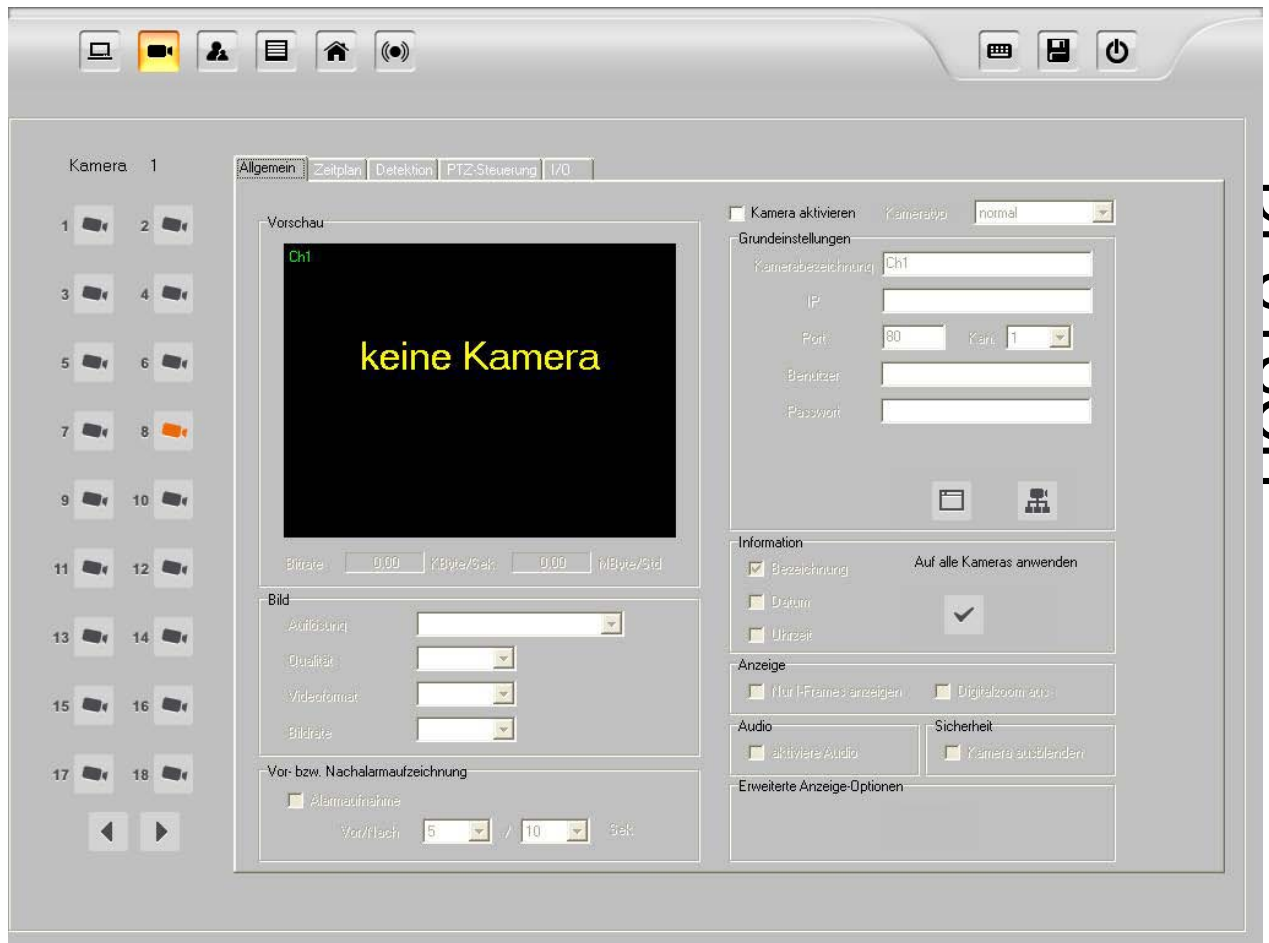 Kamera 1
1 2
3 4
5 6
7 8
9 10
11 12
13 14
15 16
17 18
Allgemein Zeitplan Detektion PTZ-Steuerung I/O
Vorschau
Ch1
keine Kamera
Bitrate 0,00 KByte/Sek 0,00 MByte/Std
Bild
Auflösung
Qualität
Videoformat
Bildrate
Vor- bzw. Nachalarmaufzeichnung
Alarmaufnahme
Vor/Nach 5 / 10 Sek
Kamera aktivieren Kameratyp normal
Grundeinstellungen
Kamerabezeichnung Ch1
IP
Port 80 Kan. 1
Benutzer
Passwort
Information
Bezeichnung Auf alle Kameras anwenden
Datum
Uhrzeit
Anzeige
Nur I-Frames anzeigen Digitalzoom aus
Audio
aktiviere Audio
Sicherheit
Kamera ausblenden
Erweiterte Anzeige-Optionen